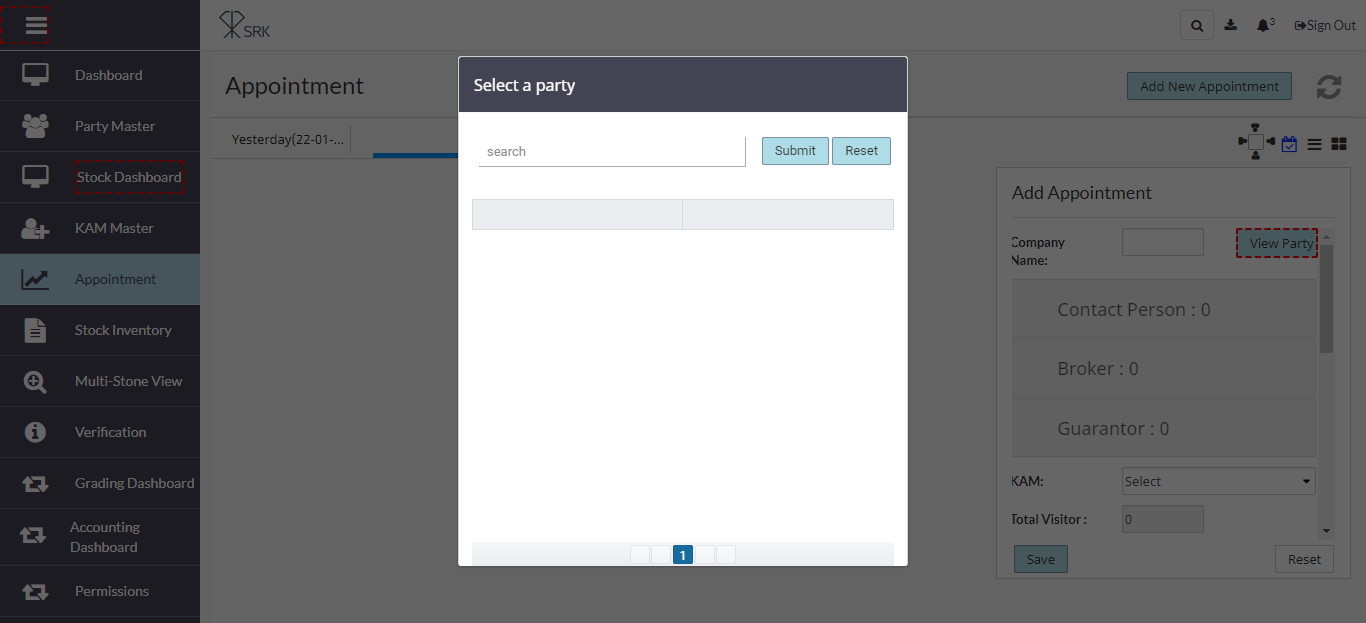 SRK
3
Sign Out
Dashboard
Party Master
Stock Dashboard
KAM Master
Appointment
Stock Inventory
Multi-Stone View
Verification
Grading Dashboard
Accounting
Dashboard
Permissions
Appointment
Add New Appointment
Yesterday(22-01-...
Select a party
search
Submit
Reset
1
Add Appointment
Company
Name:
View Party
Contact Person : 0
Broker : 0
Guarantor : 0
KAM:
Select
Total Visitor :
0
Save
Reset